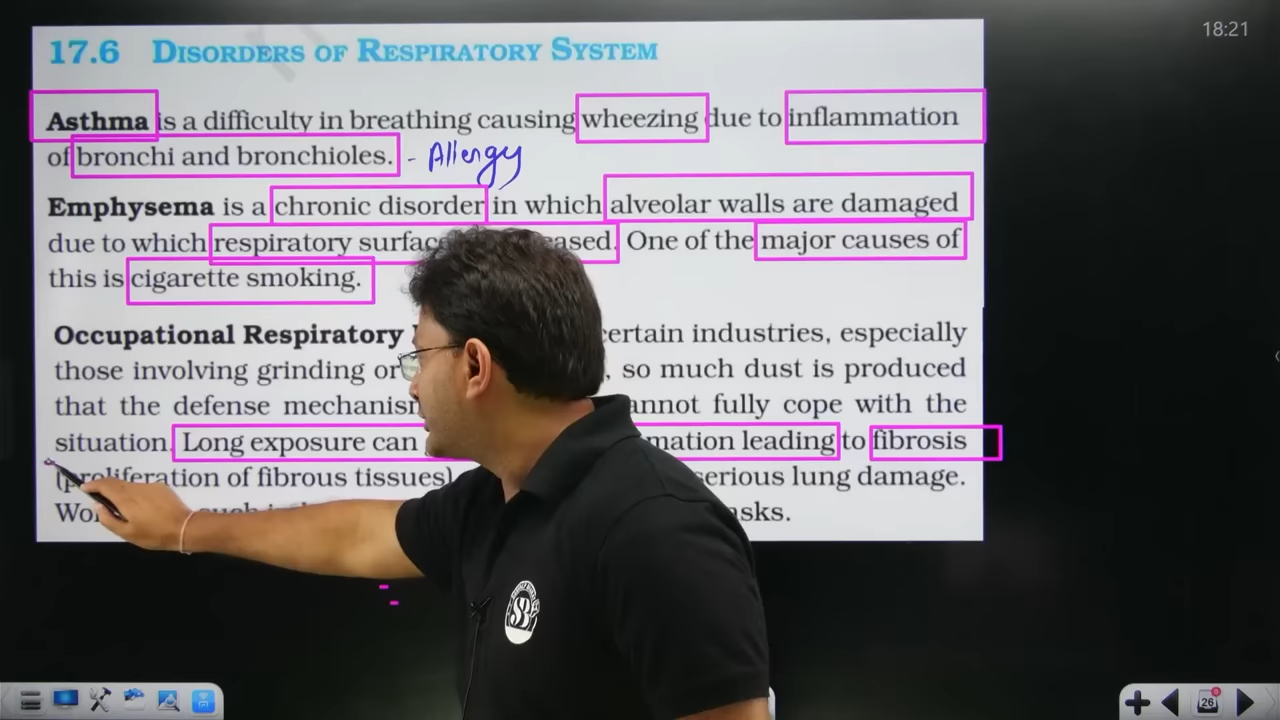 18:21
17.6 DISORDERS OF RESPIRATORY SYSTEM
Asthma is a difficulty in breathing causing wheezing due to inflammation
of bronchi and bronchioles. - Allergy
Emphysema is a chronic disorder in which alveolar walls are damaged
due to which respiratory One of the major causes of
this is cigarette smoking.
Occupational Respiratory certain industries, especially
those involving grinding or so much dust is produced
that the defense cannot fully cope with the
situation. Long exposure can leading to fibrosis
(proliferation of fibrous tissues) serious lung damage.
26